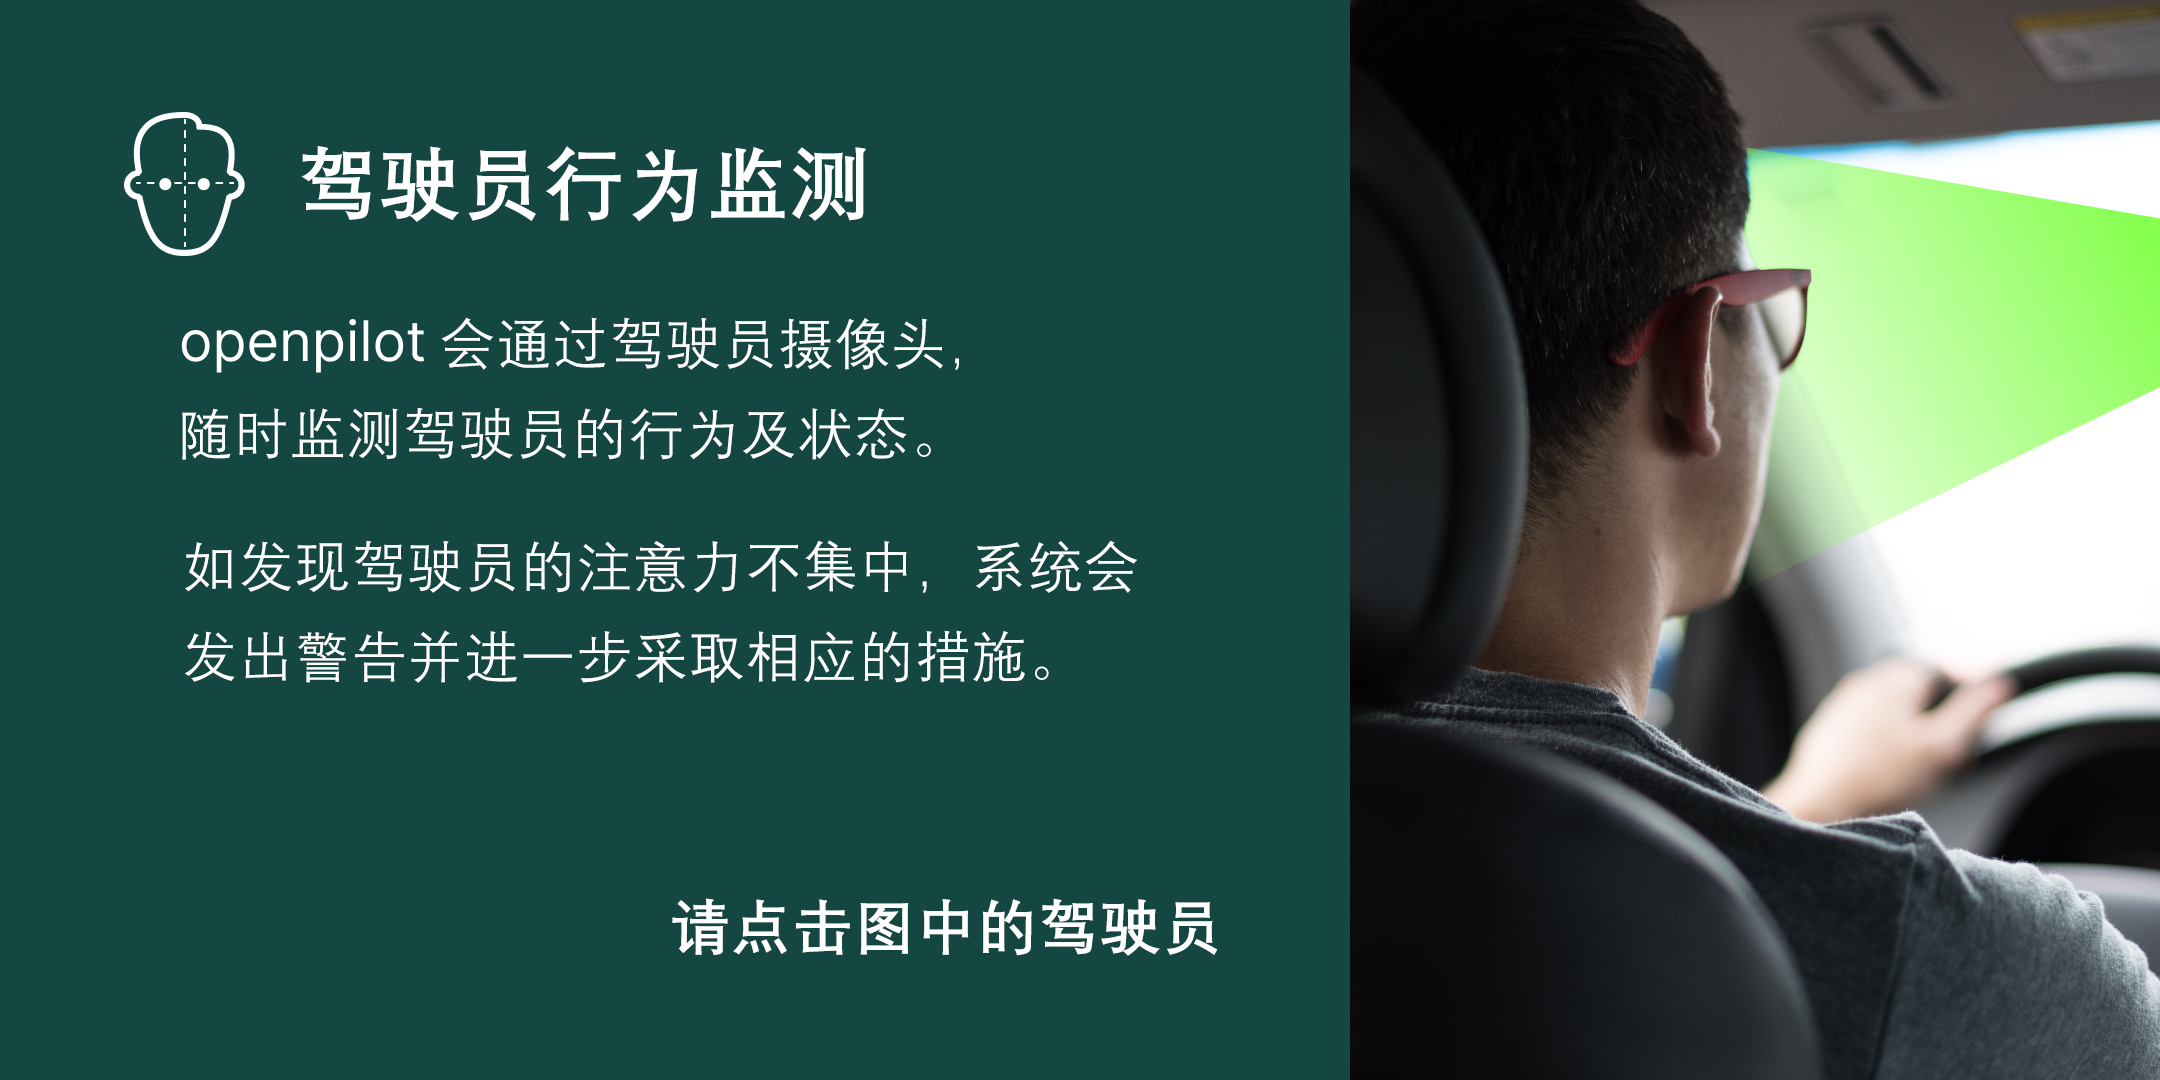 驾驶员行为监测
openpilot 会通过驾驶员摄像头，
随时监测驾驶员的行为及状态。
如发现驾驶员的注意力不集中，系统会
发出警告并进一步采取相应的措施。
请点击图中的驾驶员